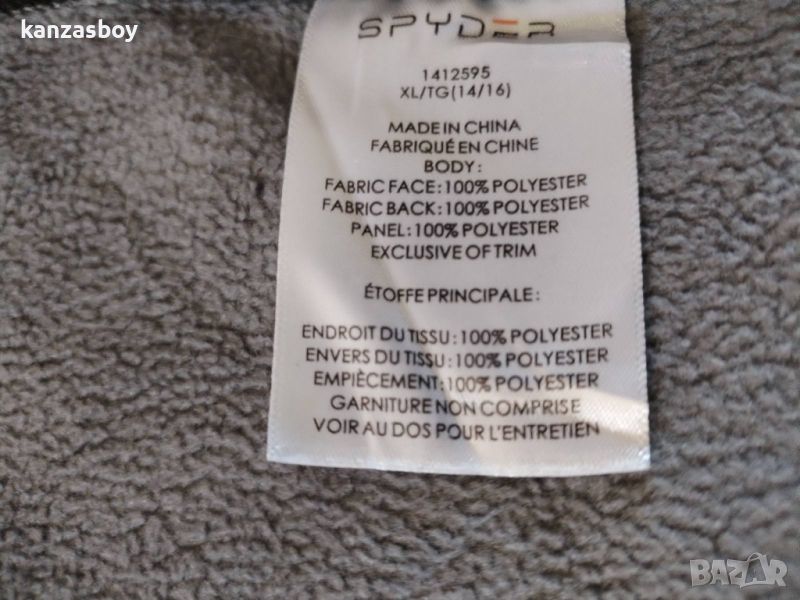 kanzasboy
SPYDER
1412595
XL/TG(14/16)
MADE IN CHINA
FABRIQUÉ EN CHINE
BODY:
FABRIC FACE:100% POLYESTER
FABRIC BACK:100% POLYESTER
PANEL:100% POLYESTER
EXCLUSIVE OF TRIM
ÉTOFFE PRINCIPALE:
ENDROIT DU TISSU:100% POLYESTER
ENVERS DU TISSU:100% POLYESTER
EMPIÈCEMENT:100% POLYESTER
GARNITURE NON COMPRISE
VOIR AU DOS POUR L'ENTRETIEN
BAZAR